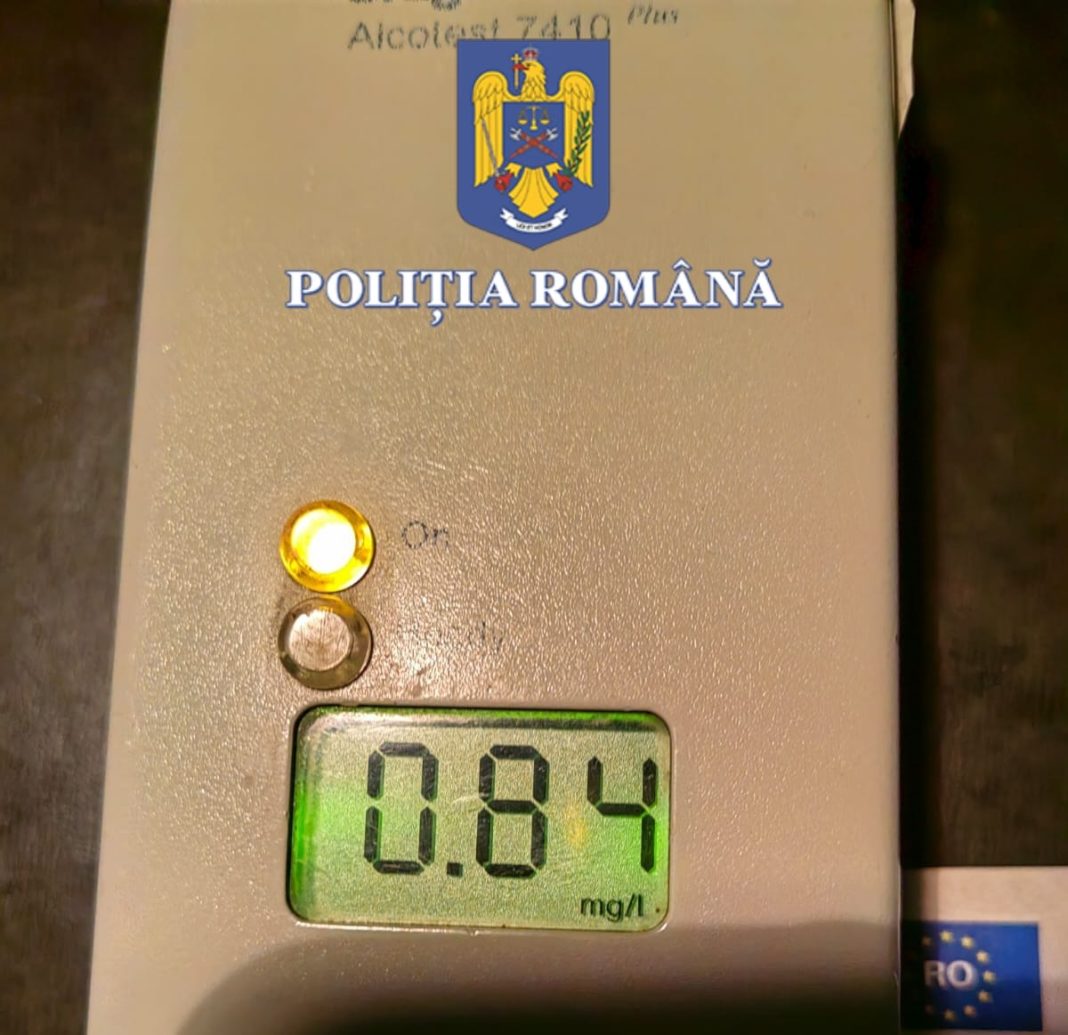 Alcotest 7410 Plus
POLIȚIA ROMÂNĂ
On
0.84
mg/l
RO